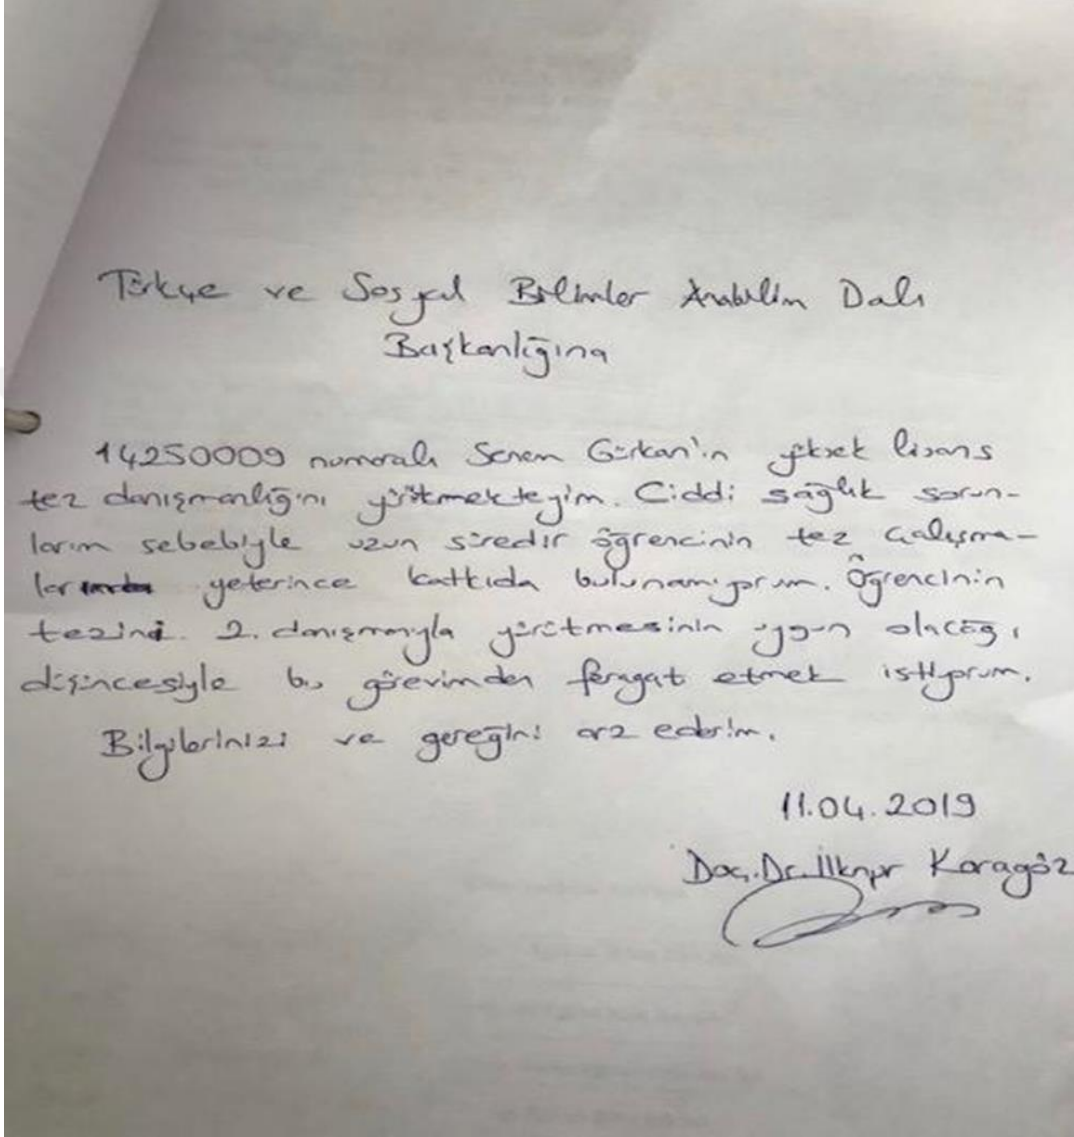 Türkçe ve Sosyal Bilimler Anabilim Dalı
Başkanlığına
14250009 numaralı Senem Gürkan'ın yüksek lisans
tez danışmanlığını yürütmekteyim. Ciddi sağlık sorun-
larım sebebiyle uzun süredir öğrencinin tez çalışma-
lar yeterince katkıda bulunamıyorum. Öğrencinin
tezini 2. danışmanıyla yürütmesinin uygun olacağı
düşüncesiyle bu görevimden feragat etmek istiyorum.
Bilgilerinizi ve gereğini arz ederim.
11.04.2019
Doç. Dr. İlknur Karagöz